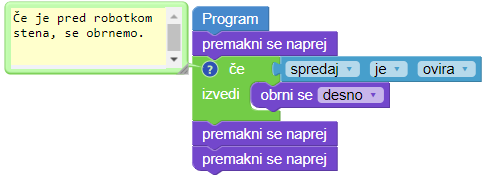 Če je pred robotkom
stena, se obrnemo.
Program
premakni se naprej
? če spredaj je ovira
izvedi obrni se desno
premakni se naprej
premakni se naprej